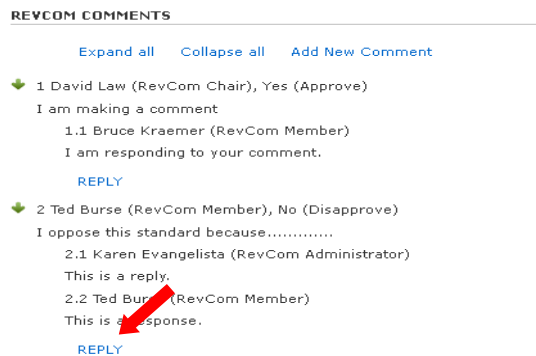 REVCOM COMMENTS
Expand all Collapse all Add New Comment
1 David Law (RevCom Chair), Yes (Approve)
I am making a comment
1.1 Bruce Kraemer (RevCom Member)
I am responding to your comment.
REPLY
2 Ted Burse (RevCom Member), No (Disapprove)
I oppose this standard because.............
2.1 Karen Evangelista (RevCom Administrator)
This is a reply.
2.2 Ted Burse (RevCom Member)
This is a response.
REPLY